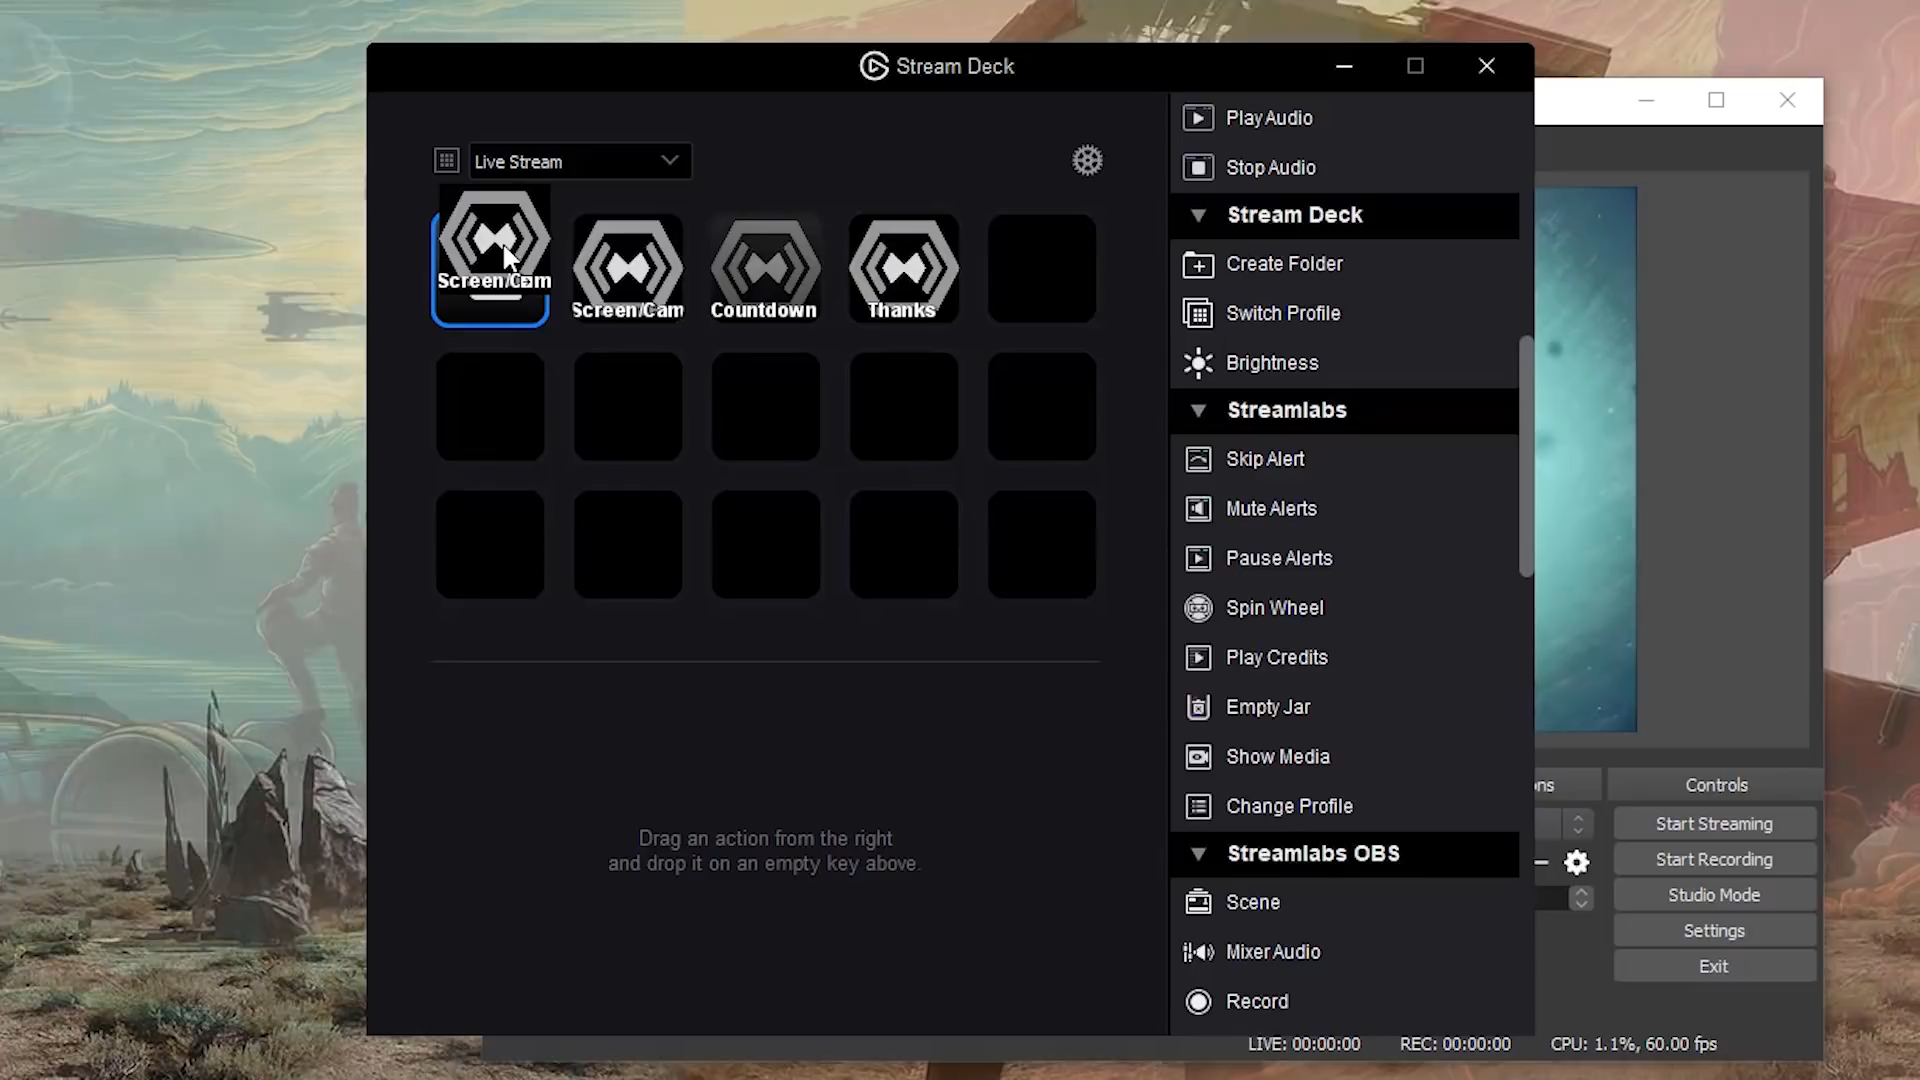 Stream Deck
Live Stream
Screen/Cam
Screen/Cam
Countdown
Thanks
Drag an action from the right
and drop it on an empty key above.
Play Audio
Stop Audio
Stream Deck
Create Folder
Switch Profile
Brightness
Streamlabs
Skip Alert
Mute Alerts
Pause Alerts
Spin Wheel
Play Credits
Empty Jar
Show Media
Change Profile
Streamlabs OBS
Scene
Mixer Audio
Record
ons
Controls
Start Streaming
Start Recording
Studio Mode
Settings
Exit
LIVE: 00:00:00
REC: 00:00:00
CPU: 1.1%, 60.00 fps